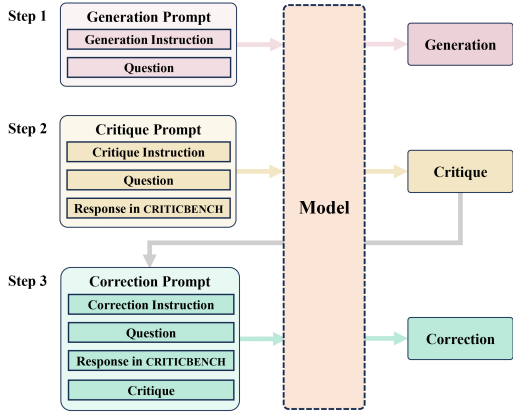 Step 1
Generation Prompt
Generation Instruction
Question
Generation
Step 2
Critique Prompt
Critique Instruction
Question
Response in CRITICBENCH
Critique
Model
Step 3
Correction Prompt
Correction Instruction
Question
Response in CRITICBENCH
Critique
Correction